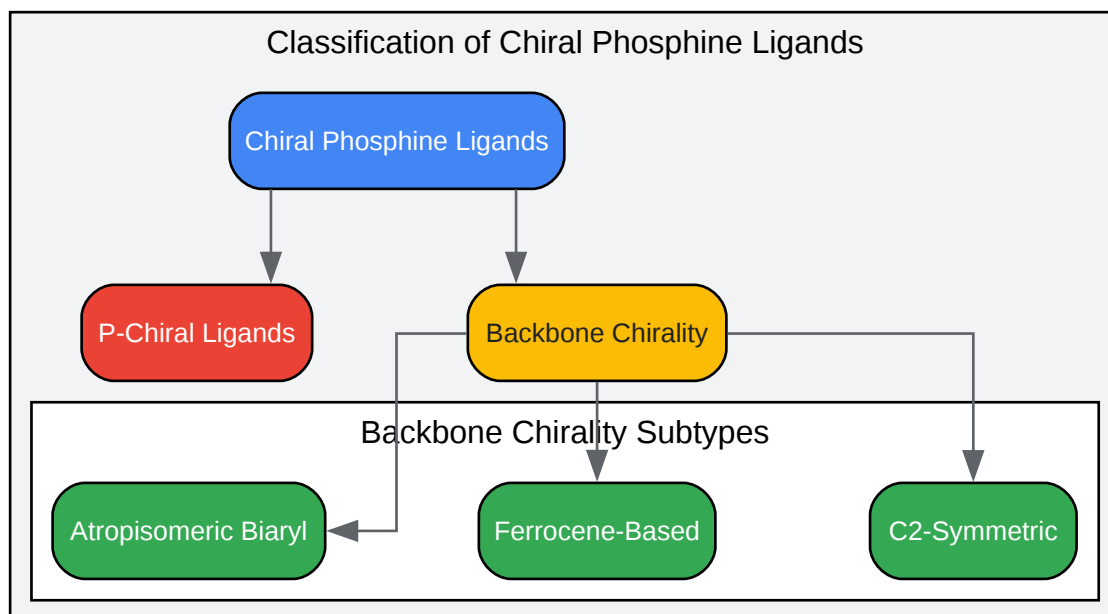 Classification of Chiral Phosphine Ligands
Chiral Phosphine Ligands
P-Chiral Ligands
Backbone Chirality
Backbone Chirality Subtypes
Atropisomeric Biaryl
Ferrocene-Based
C2-Symmetric